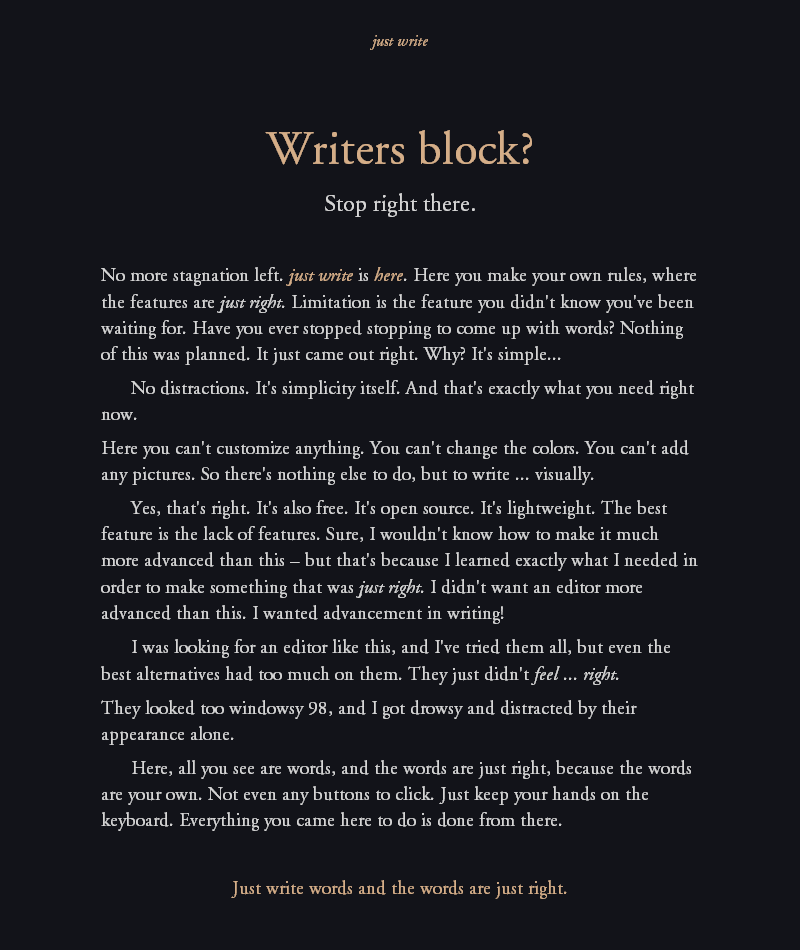 just write
Writers block?
Stop right there.
No more stagnation left. just write is here. Here you make your own rules, where
the features are just right. Limitation is the feature you didn't know you've been
waiting for. Have you ever stopped stopping to come up with words? Nothing
of this was planned. It just came out right. Why? It's simple...
No distractions. It's simplicity itself. And that's exactly what you need right
now.
Here you can't customize anything. You can't change the colors. You can't add
any pictures. So there's nothing else to do, but to write ... visually.
Yes, that's right. It's also free. It's open source. It's lightweight. The best
feature is the lack of features. Sure, I wouldn't know how to make it much
more advanced than this – but that's because I learned exactly what I needed in
order to make something that was just right. I didn't want an editor more
advanced than this. I wanted advancement in writing!
I was looking for an editor like this, and I've tried them all, but even the
best alternatives had too much on them. They just didn't feel ... right.
They looked too windowsy 98, and I got drowsy and distracted by their
appearance alone.
Here, all you see are words, and the words are just right, because the words
are your own. Not even any buttons to click. Just keep your hands on the
keyboard. Everything you came here to do is done from there.
Just write words and the words are just right.